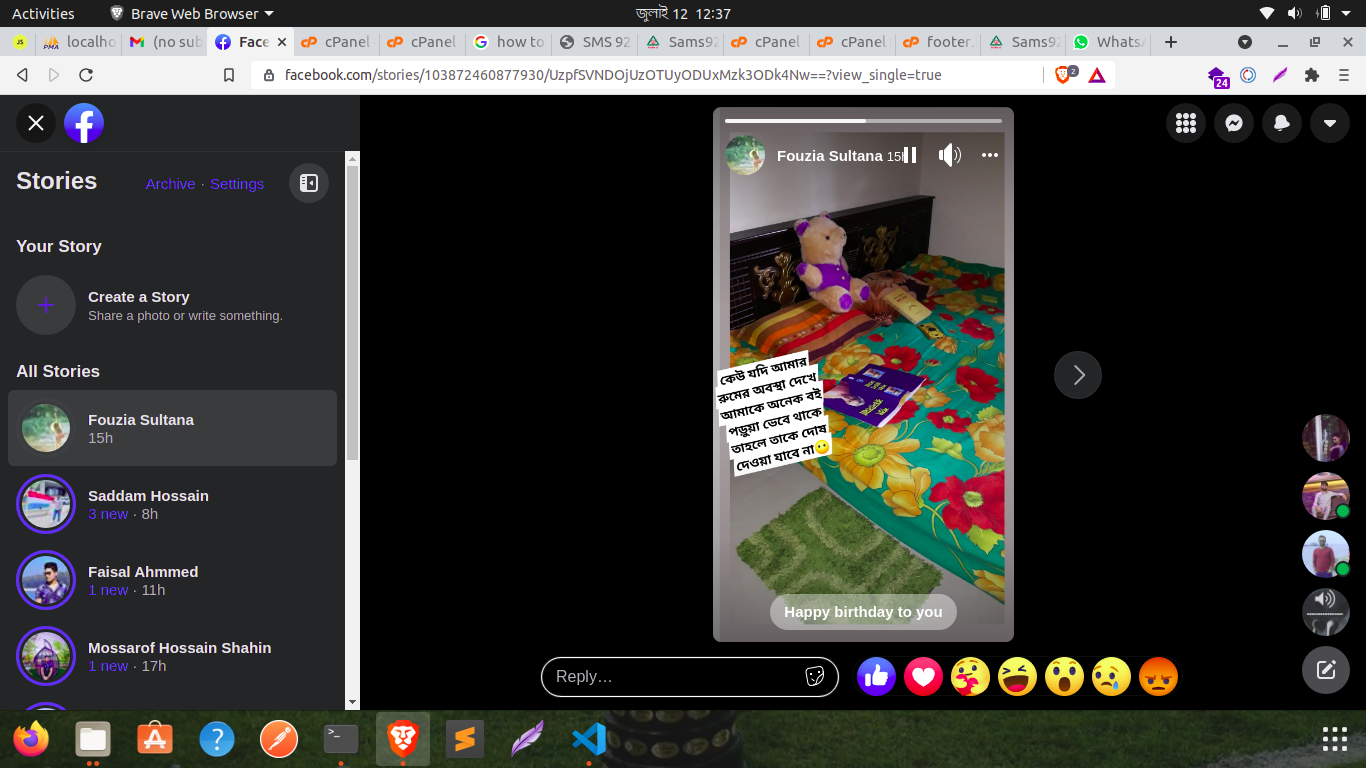 Activities
Brave Web Browser
জুলাই 12 12:37
localho
(no sub
Face
cPanel
cPanel
how to
SMS 92
Sams92
cPanel
cPanel
footer.
Sams92
WhatsA
facebook.com/stories/103872460877930/UzpfSVNDOjUzOTUyODUxMzk3ODk4Nw==?view_single=true
2
24
Stories
Archive · Settings
Your Story
Create a Story
Share a photo or write something.
All Stories
Fouzia Sultana
15h
Saddam Hossain
3 new · 8h
Faisal Ahmmed
1 new · 11h
Mossarof Hossain Shahin
1 new · 17h
Fouzia Sultana 15h
কেউ যদি আমার
রুমের অবস্থা দেখে
আমাকে অনেক বই
পড়ুয়া ভেবে থাকে
তাহলে তাকে দোষ
দেওয়া যাবে না😶
Happy birthday to you
Reply…